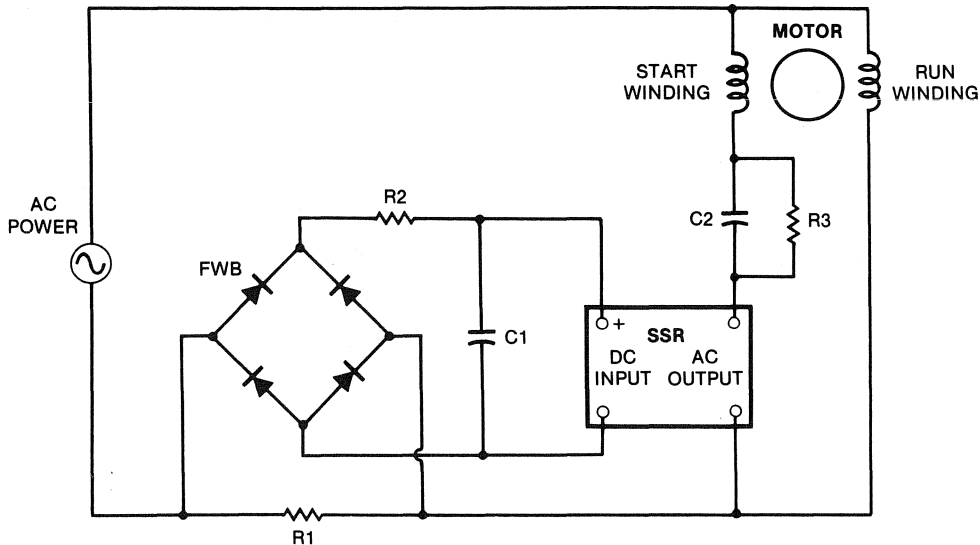 MOTOR
START
WINDING
RUN
WINDING
AC
POWER
R2
C2
R3
FWB
C1
+
SSR
DC
INPUT
AC
OUTPUT
R1